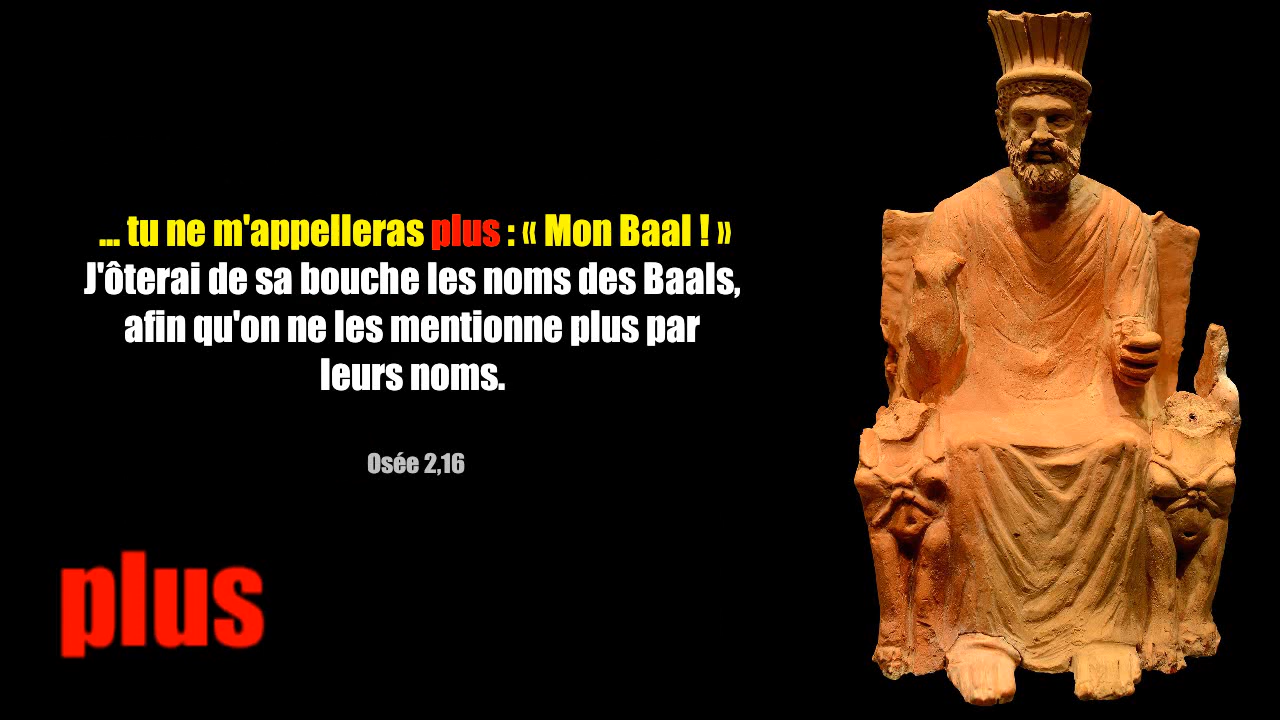 ... tu ne m'appelleras plus : « Mon Baal ! »
J'ôterai de sa bouche les noms des Baals,
afin qu'on ne les mentionne plus par
leurs noms.
Osée 2,16
plus